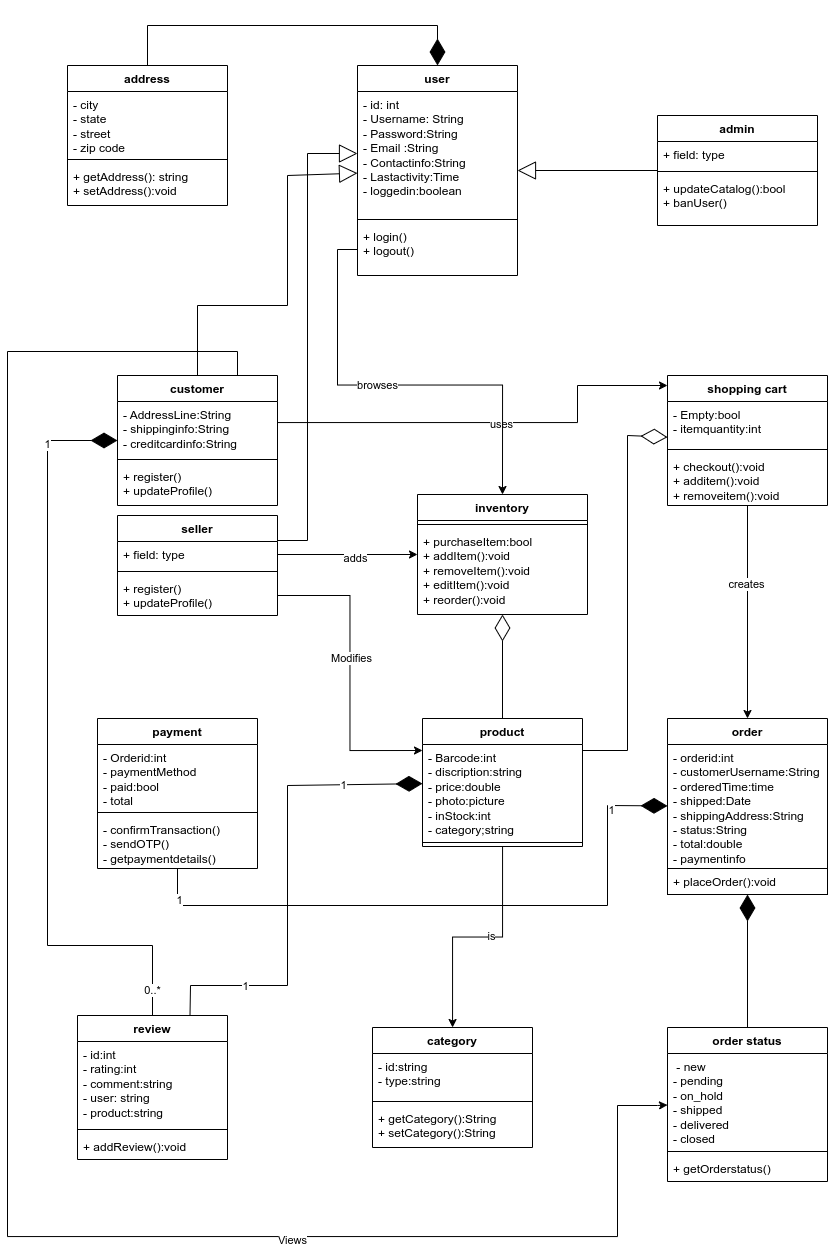 address
- city
- state
- street
- zip code
+ getAddress(): string
+ setAddress():void
user
- id: int
- Username: String
- Password:String
- Email :String
- Contactinfo:String
- Lastactivity:Time
- loggedin:boolean
+ login()
+ logout()
admin
+ field: type
+ updateCatalog():bool
+ banUser()
browses
customer
- AddressLine:String
- shippinginfo:String
- creditcardinfo:String
+ register()
+ updateProfile()
uses
shopping cart
- Empty:bool
- itemquantity:int
+ checkout():void
+ additem():void
+ removeitem():void
1
seller
+ field: type
+ register()
+ updateProfile()
adds
inventory
+ purchaseItem:bool
+ addItem():void
+ removeItem():void
+ editItem():void
+ reorder():void
creates
Modifies
payment
- Orderid:int
- paymentMethod
- paid:bool
- total
- confirmTransaction()
- sendOTP()
- getpaymentdetails()
1
1
product
- Barcode:int
- discription:string
- price:double
- photo:picture
- inStock:int
- category;string
1
order
- orderid:int
- customerUsername:String
- orderedTime:time
- shipped:Date
- shippingAddress:String
- status:String
- total:double
- paymentinfo
+ placeOrder():void
is
0..*
1
review
- id:int
- rating:int
- comment:string
- user: string
- product:string
+ addReview():void
category
- id:string
- type:string
+ getCategory():String
+ setCategory():String
order status
- new
- pending
- on_hold
- shipped
- delivered
- closed
+ getOrderstatus()
Views